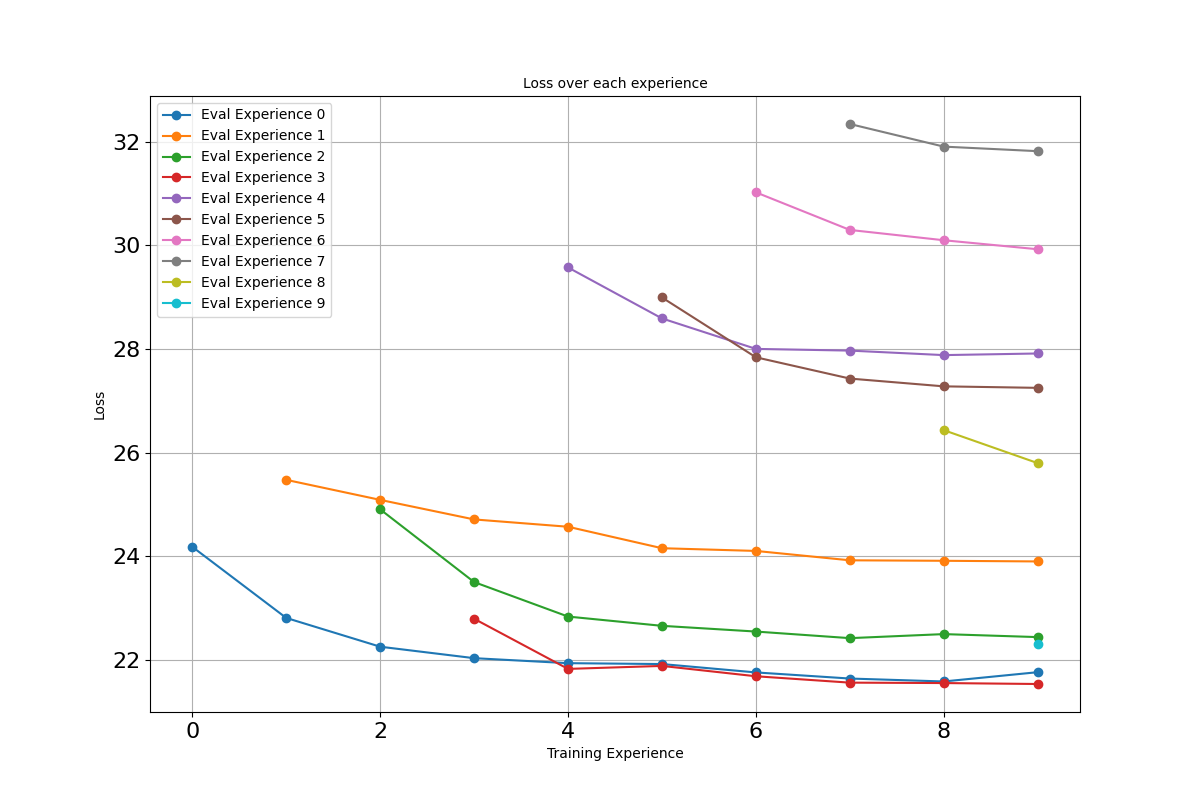 Loss over each experience
Eval Experience 0
Eval Experience 1
Eval Experience 2
Eval Experience 3
Eval Experience 4
Eval Experience 5
Eval Experience 6
Eval Experience 7
Eval Experience 8
Eval Experience 9
32
30
28
26
24
22
Loss
0 2 4 6 8
Training Experience